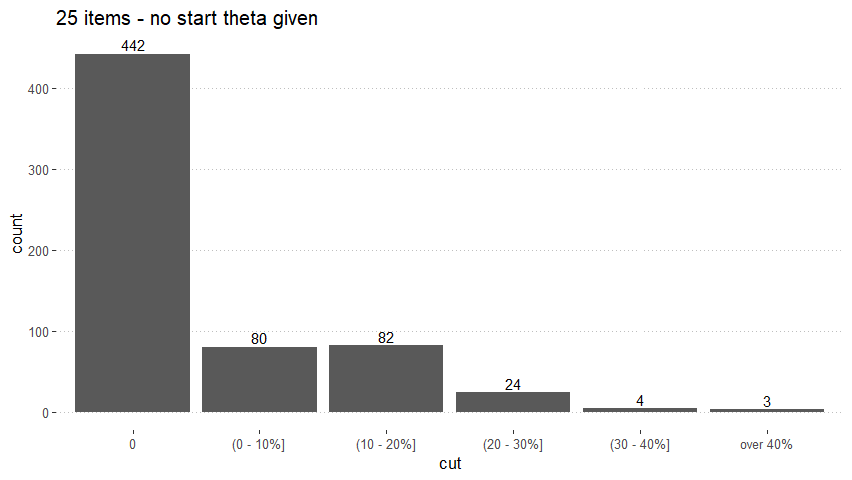 25 items - no start theta given
442
80
82
24
4
3
400
300
200
100
0
count
0
(0 - 10%]
(10 - 20%]
(20 - 30%]
(30 - 40%]
over 40%
cut